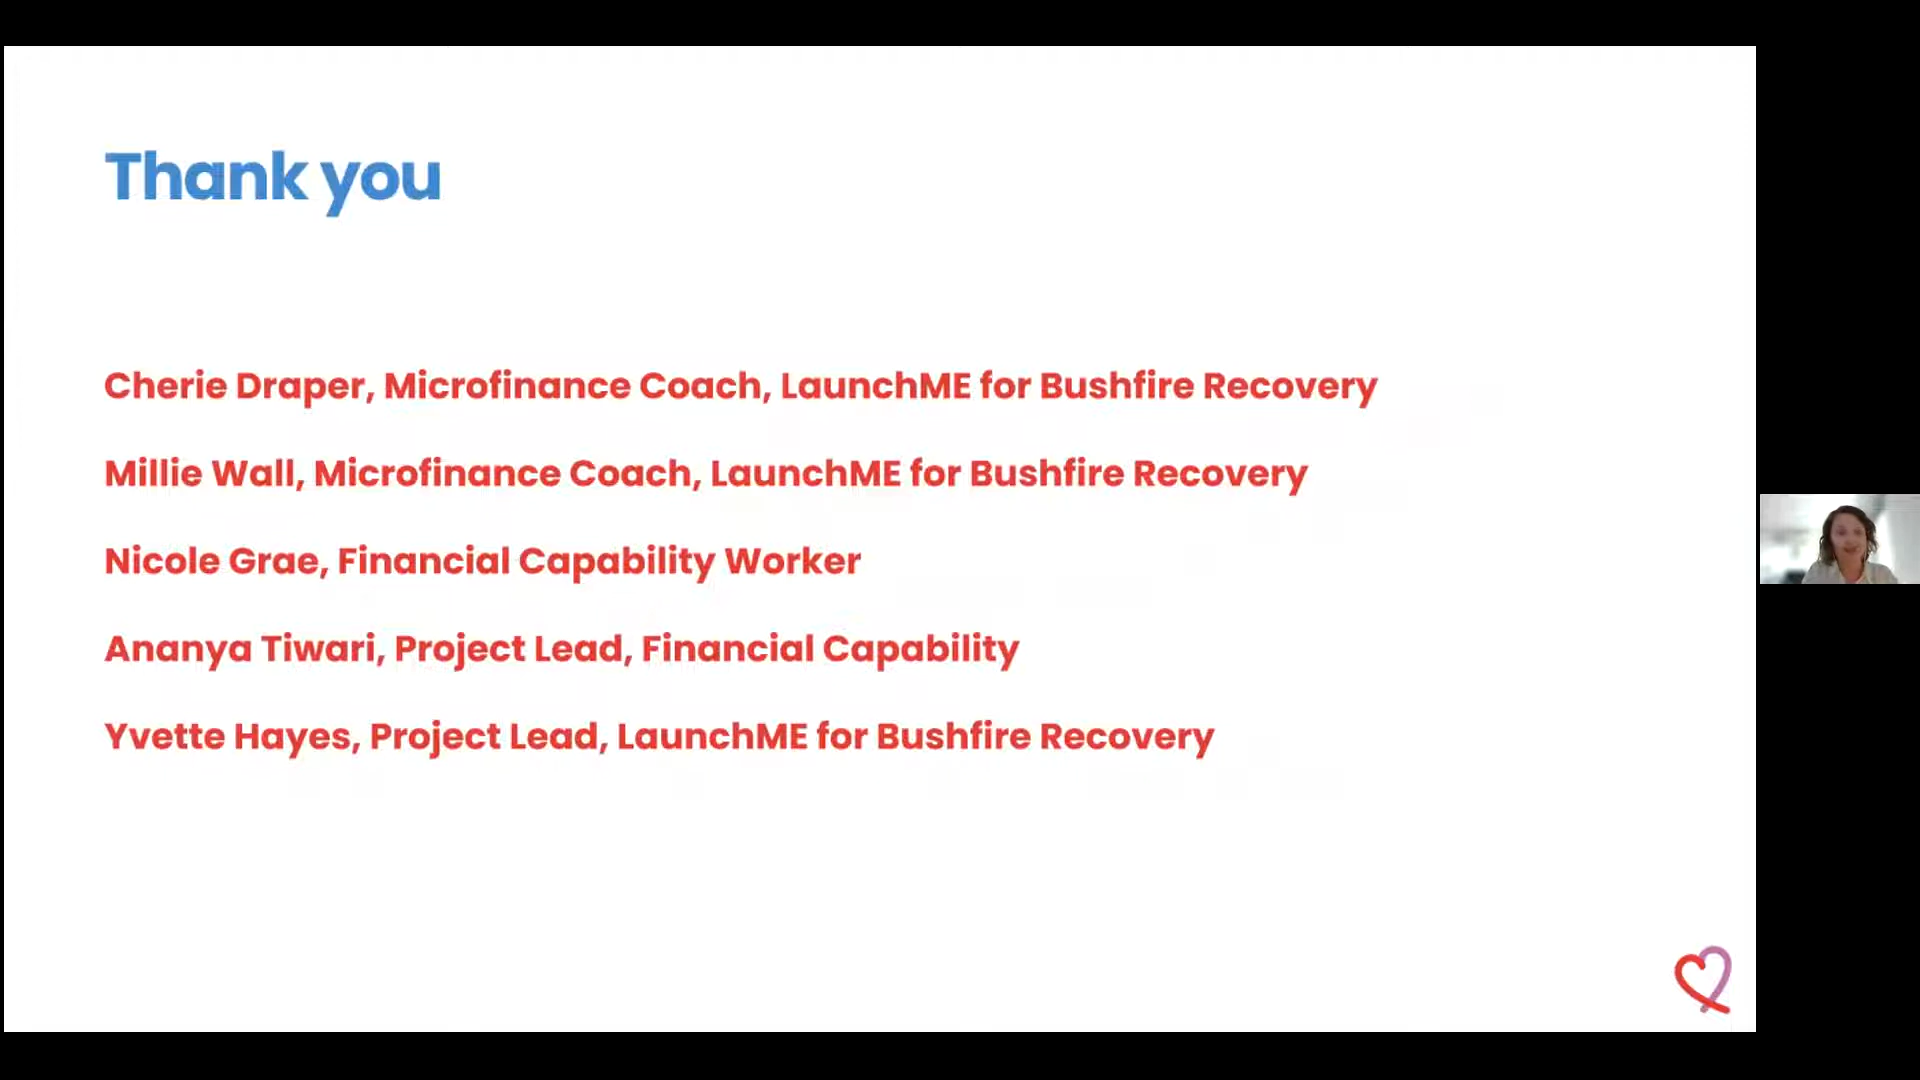 Thank you
Cherie Draper, Microfinance Coach, LaunchME for Bushfire Recovery
Millie Wall, Microfinance Coach, LaunchME for Bushfire Recovery
Nicole Grae, Financial Capability Worker
Ananya Tiwari, Project Lead, Financial Capability
Yvette Hayes, Project Lead, LaunchME for Bushfire Recovery